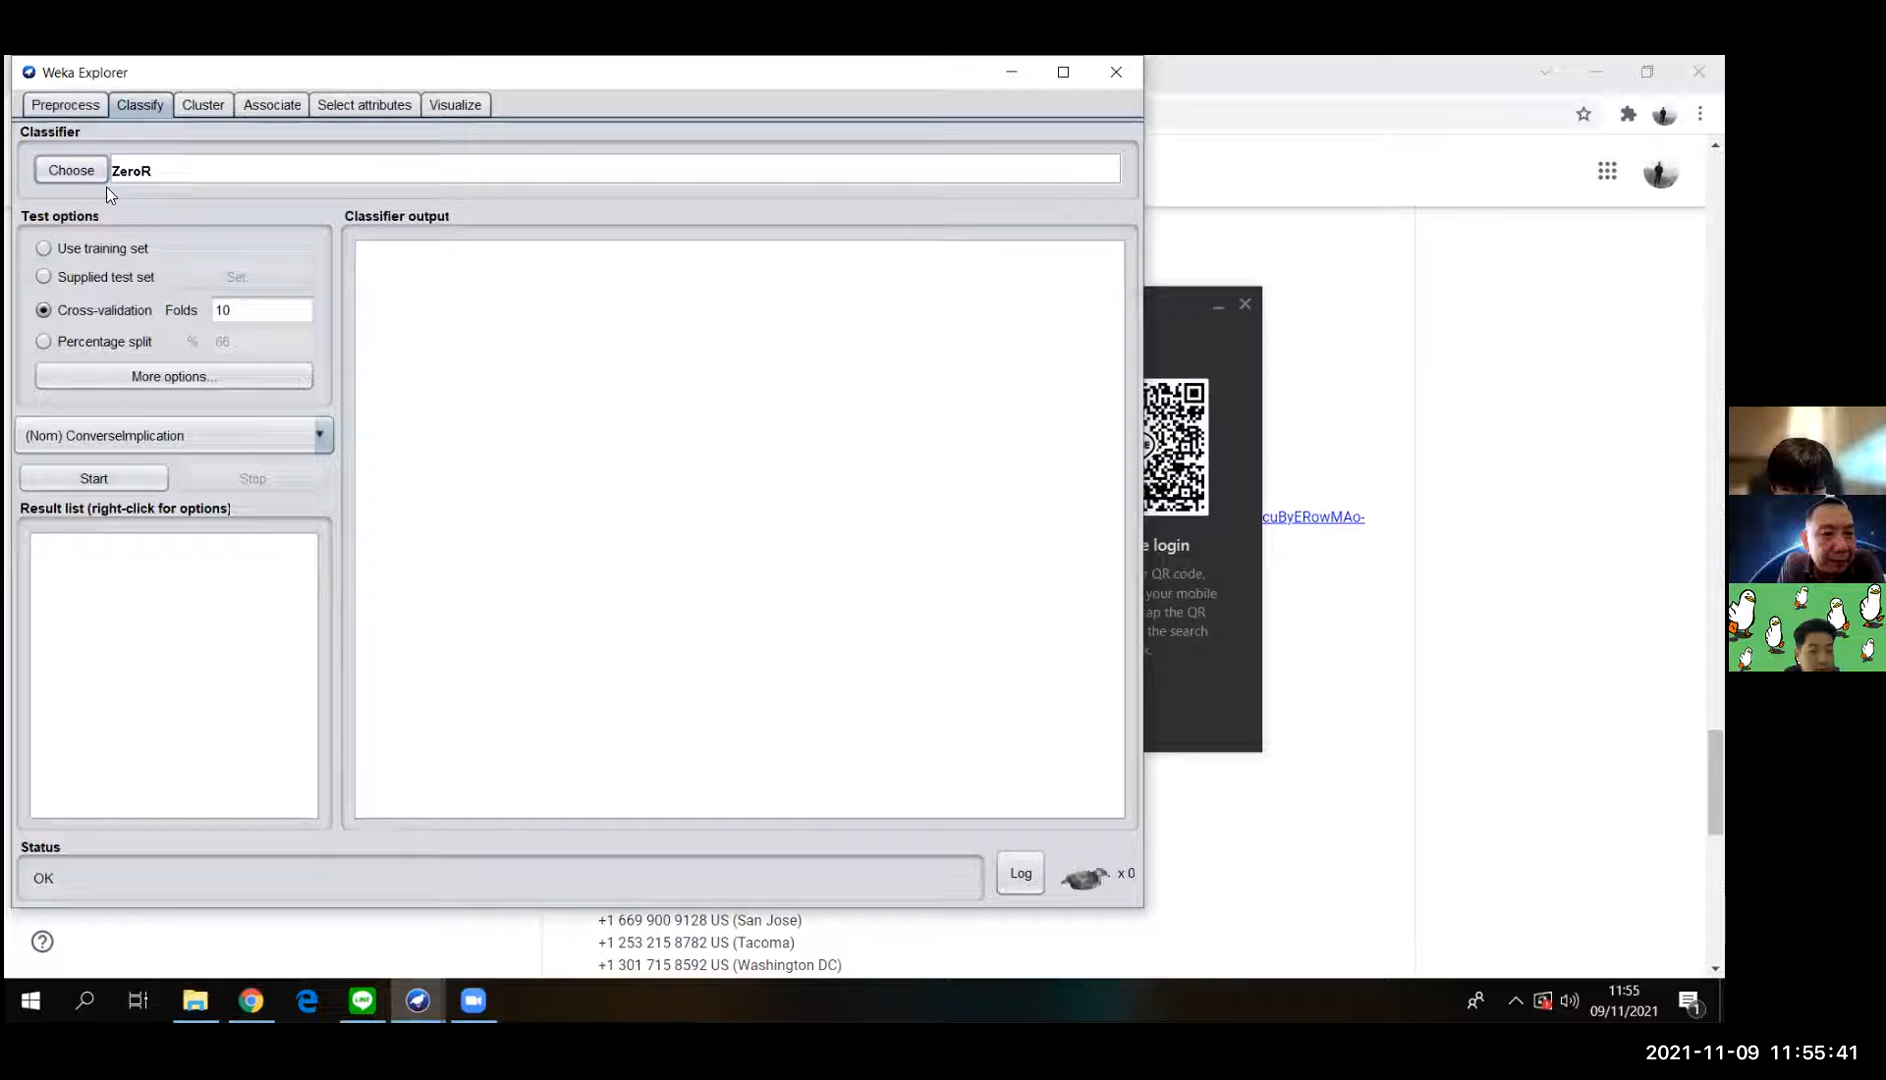 Weka Explorer
Preprocess Classify Cluster Associate Select attributes Visualize
Classifier
Choose ZeroR
Test options
Classifier output
Use training set
Supplied test set Set.
Cross-validation Folds 10
Percentage split % 66
More options...
(Nom) ConverseImplication
Start Stop
Result list (right-click for options)
Status
OK
Log x 0
cuByERowMAo-
e login
QR code,
your mobile
tap the QR
the search
+1 669 900 9128 US (San Jose)
+1 253 215 8782 US (Tacoma)
+1 301 715 8592 US (Washington DC)
11:55
09/11/2021
1
2021-11-09 11:55:41